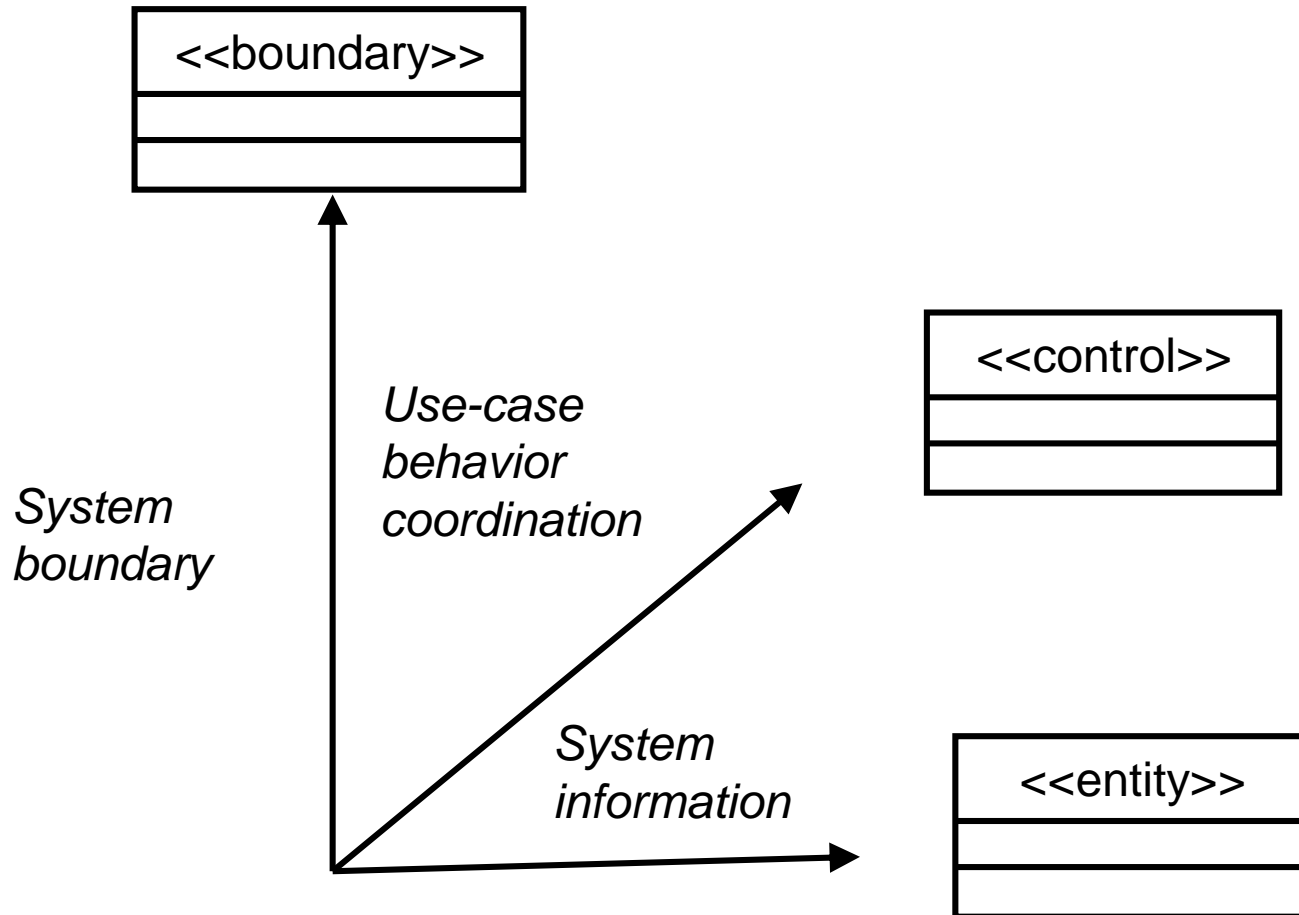 <<boundary>>
<<control>>
Use-case
behavior
coordination
System
boundary
System
information
<<entity>>